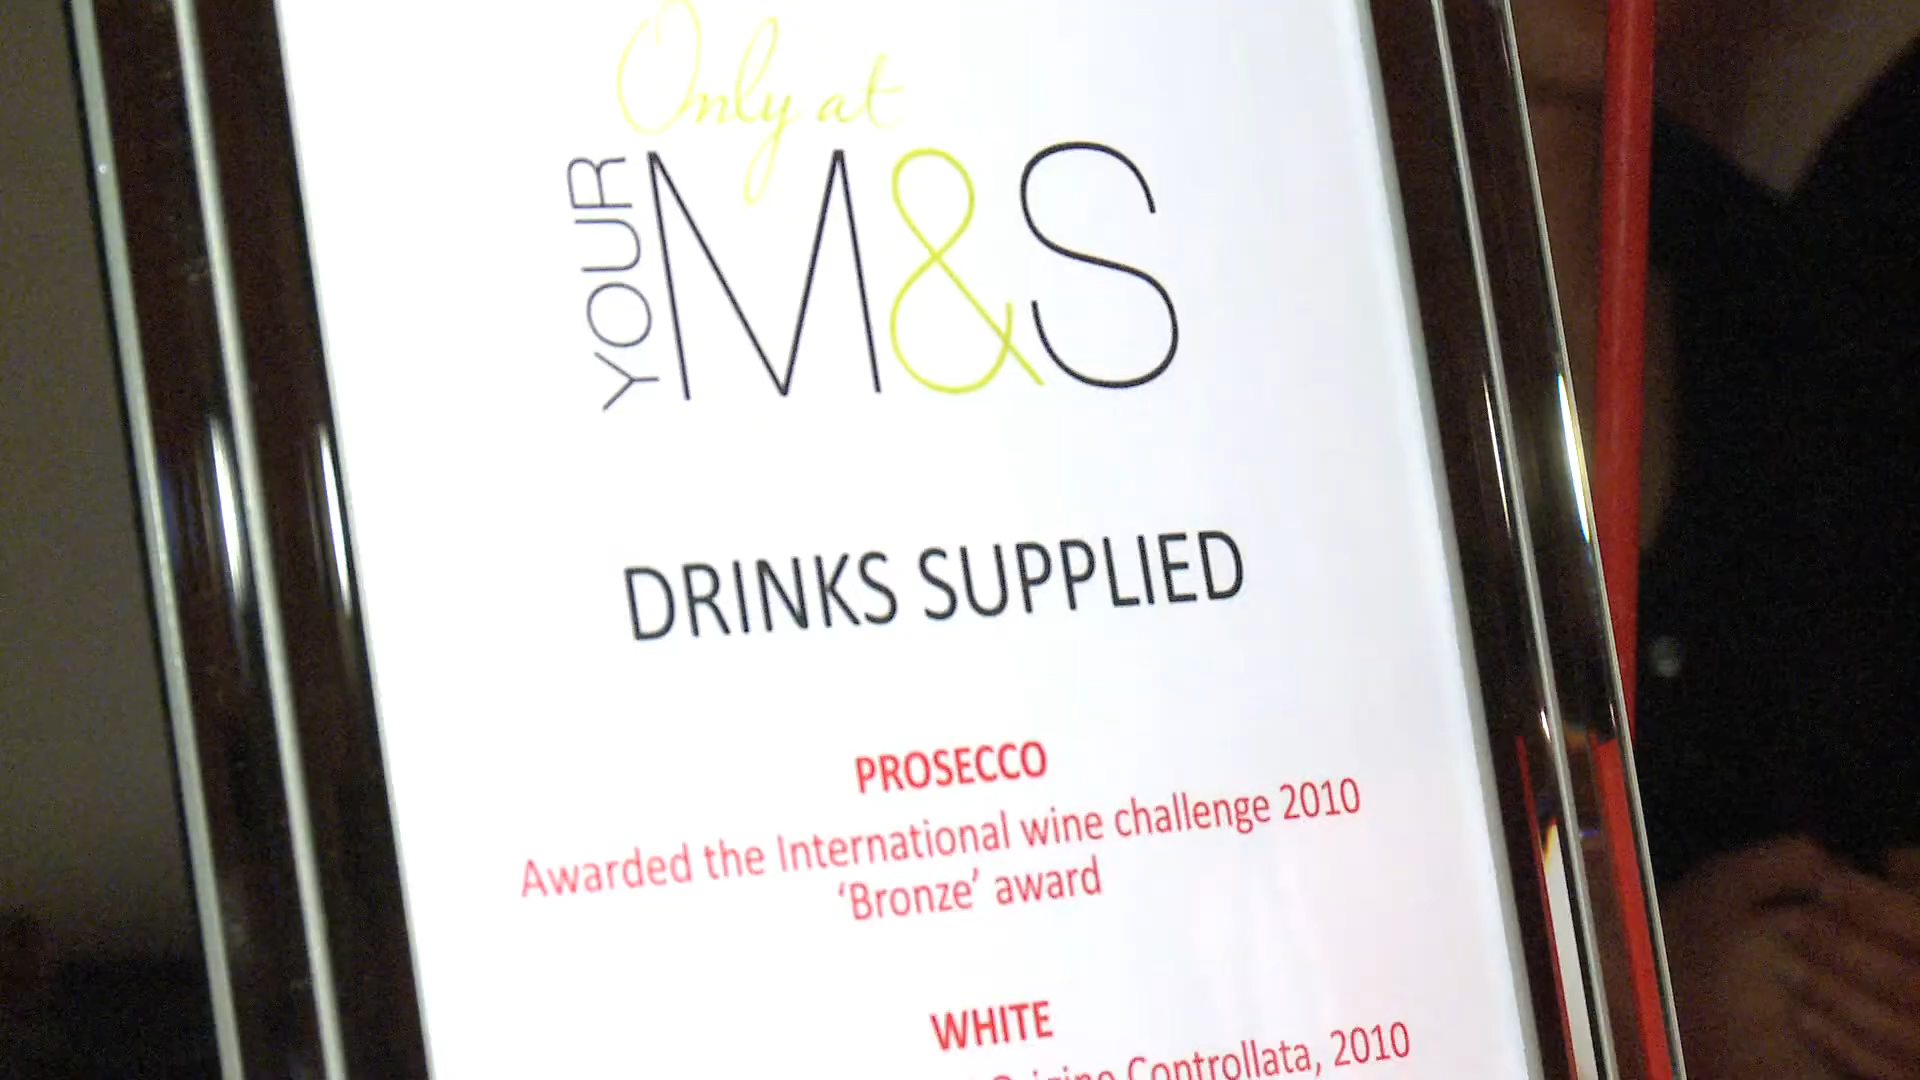 Only at
YOUR M&S
DRINKS SUPPLIED
PROSECCO
Awarded the International wine challenge 2010
‘Bronze’ award
WHITE
Origine Controllata, 2010